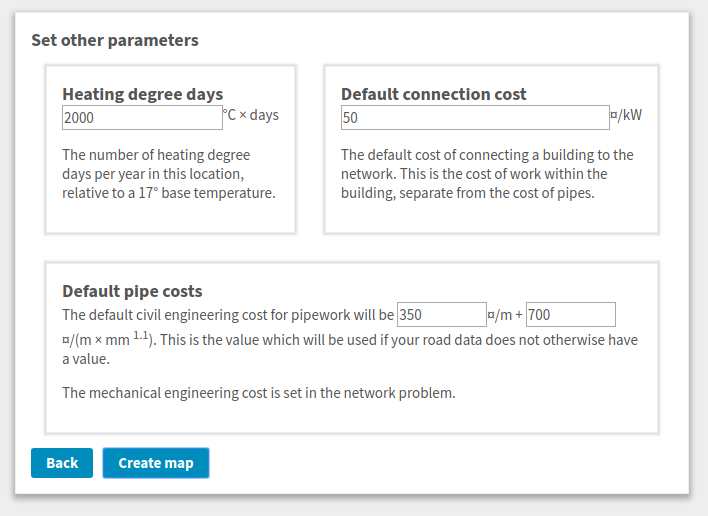 Set other parameters
Heating degree days
2000 °C × days
The number of heating degree
days per year in this location,
relative to a 17° base temperature.
Default connection cost
50 ¤/kW
The default cost of connecting a building to the
network. This is the cost of work within the
building, separate from the cost of pipes.
Default pipe costs
The default civil engineering cost for pipework will be 350 ¤/m + 700
¤/(m × mm 1.1). This is the value which will be used if your road data does not otherwise have
a value.
The mechanical engineering cost is set in the network problem.
Back Create map